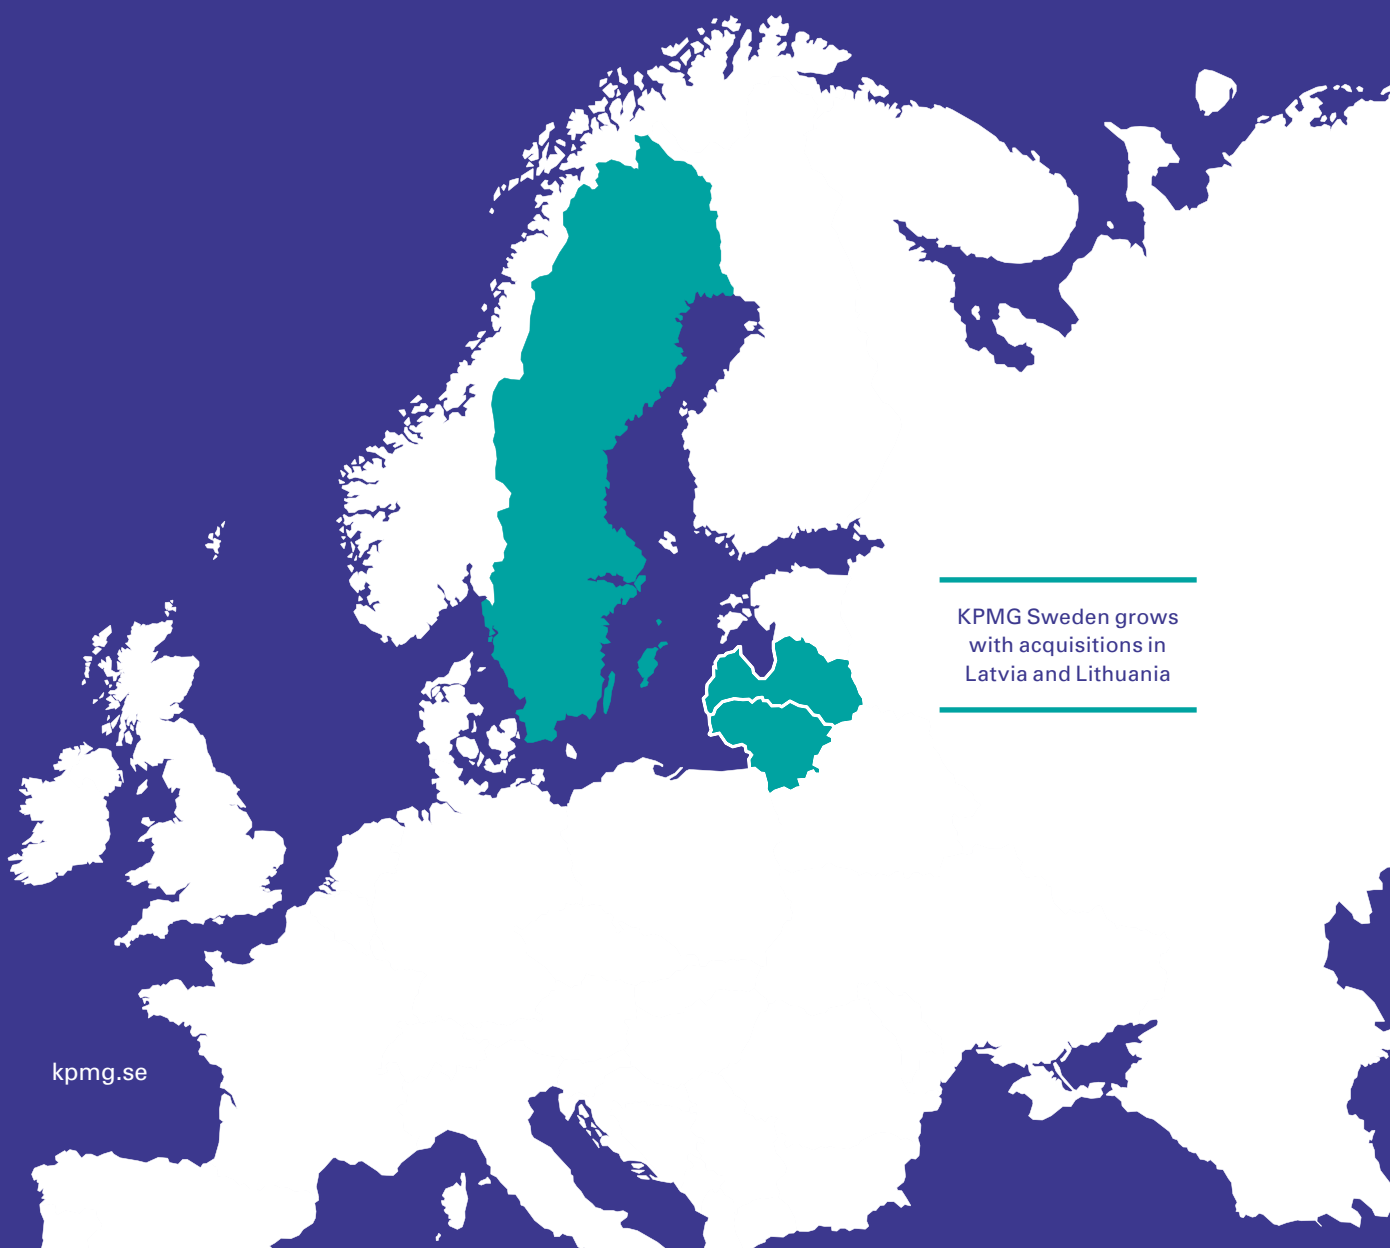 KPMG Sweden grows
with acquisitions in
Latvia and Lithuania
kpmg.se